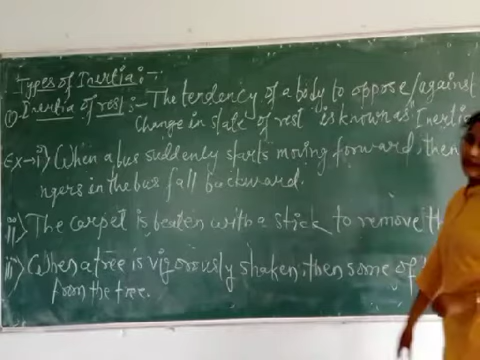 Types of Inertia:-
(i) Inertia of rest:- The tendency of a body to oppose/against
Change in state of rest is known as Inertia
Ex→ i) When a bus suddenly starts moving forward, then
ngers in the bus fall backward.
ii) The carpet is beaten with a stick to remove th
iii) When a tree is vigorously shaken, then some of
from the tree.